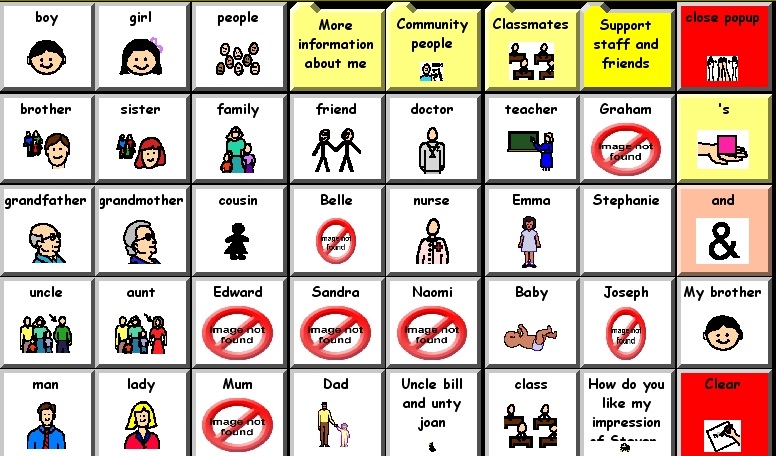 boy
girl
people
More
information
about me
Community
people
Classmates
Support
staff and
friends
close popup
brother
sister
family
friend
doctor
teacher
Graham
Image not
found
's
grandfather
grandmother
cousin
Belle
Image not
found
nurse
Emma
Stephanie
and
&
uncle
aunt
Edward
Image not
found
Sandra
Image not
found
Naomi
Image not
found
Baby
Joseph
Image not
found
My brother
man
lady
Mum
Image not
found
Dad
Uncle bill
and unty
joan
class
How do you
like my
impression
Clear